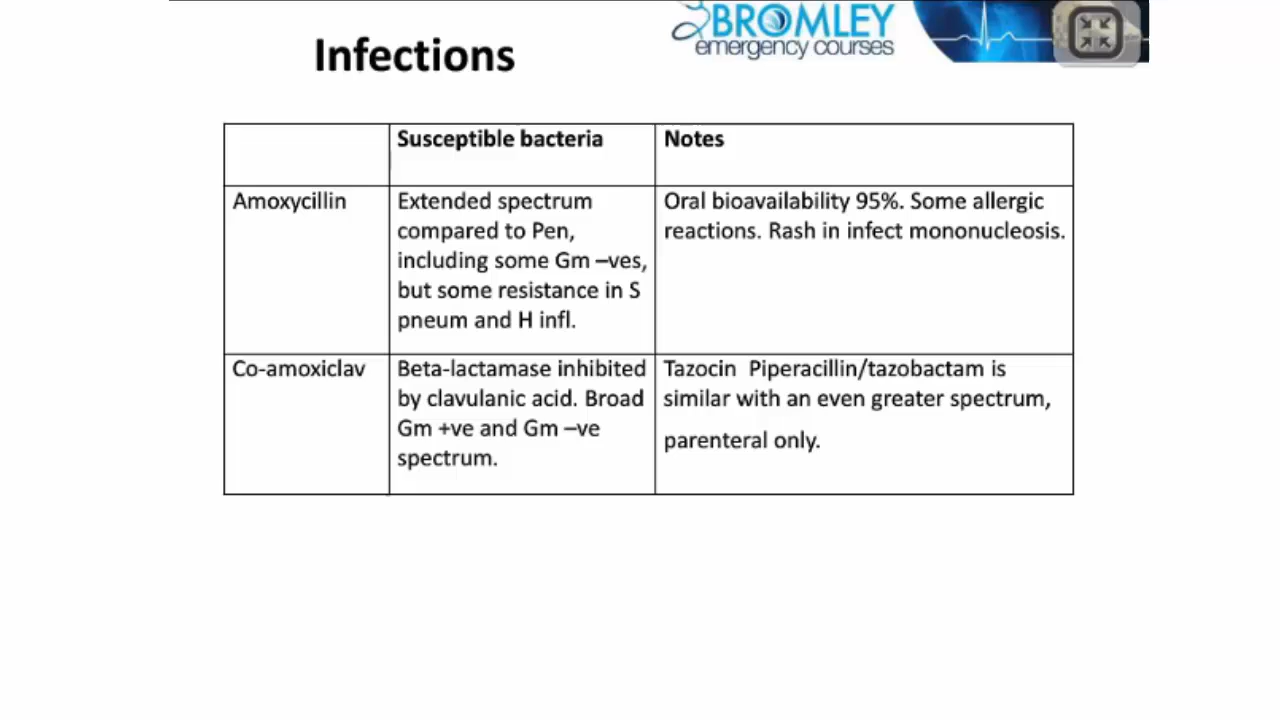 BROMLEY
emergency courses
Infections
Susceptible bacteria
Notes
Amoxycillin
Extended spectrum
compared to Pen,
including some Gm –ves,
but some resistance in S
pneum and H infl.
Oral bioavailability 95%. Some allergic
reactions. Rash in infect mononucleosis.
Co-amoxiclav
Beta-lactamase inhibited
by clavulanic acid. Broad
Gm +ve and Gm –ve
spectrum.
Tazocin  Piperacillin/tazobactam is
similar with an even greater spectrum,
parenteral only.